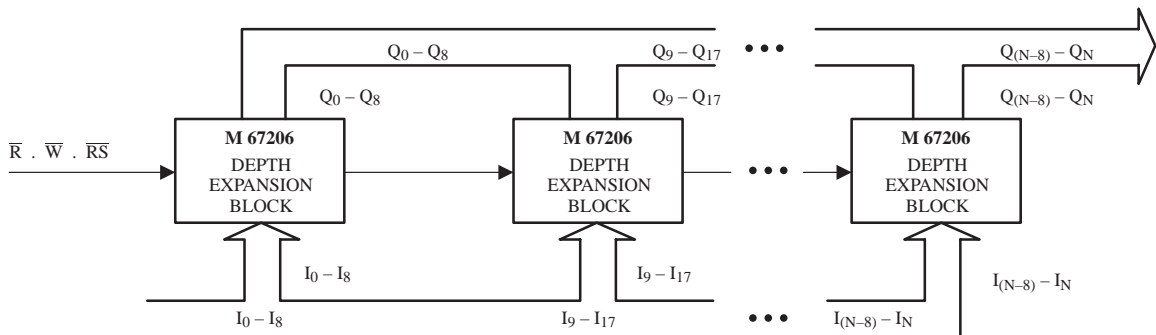 Q0 – Q8 Q9 – Q17 • • • Q(N–8) – QN
Q0 – Q8 Q9 – Q17 Q(N–8) – QN
R̅ . W̅ . R̅S̅
M 67206
DEPTH
EXPANSION
BLOCK
M 67206
DEPTH
EXPANSION
BLOCK
• • •
M 67206
DEPTH
EXPANSION
BLOCK
I0 – I8 I9 – I17 I(N–8) – IN
I0 – I8 I9 – I17 • • • I(N–8) – IN